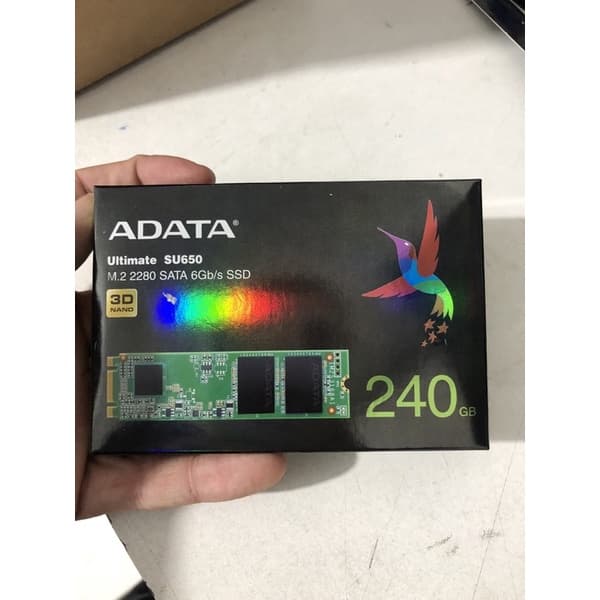 ADATA®
Ultimate SU650
M.2 2280 SATA 6Gb/s SSD
3D
NAND
240GB